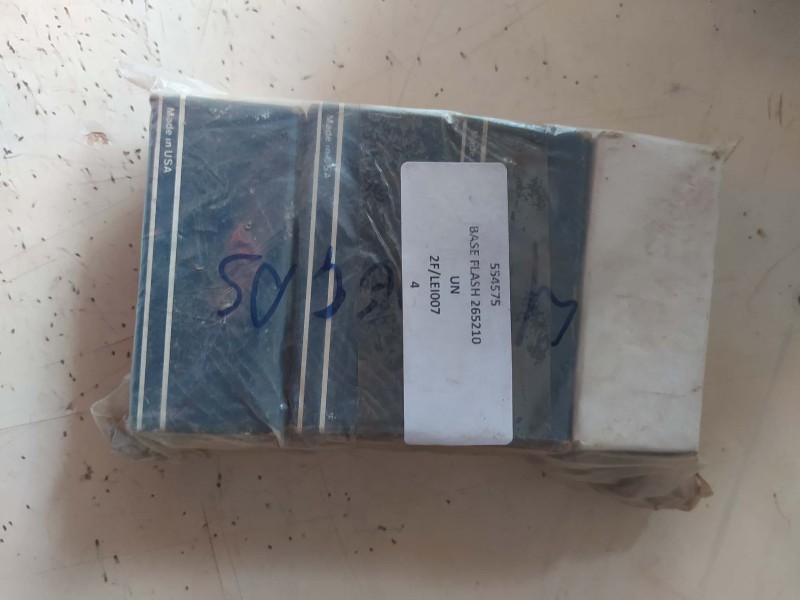 Made in USA
Made in USA
554575
BASE FLASH 265210
UN
2F/LEI007
4